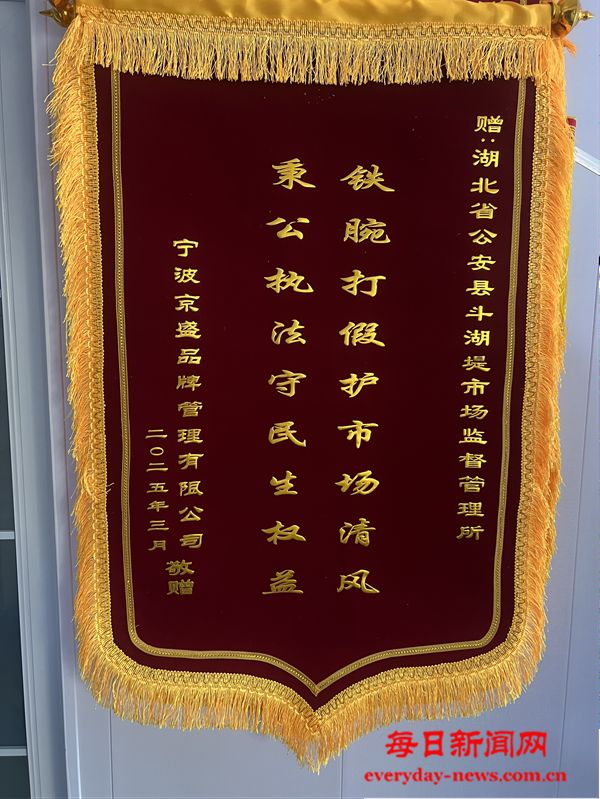 赠:湖北省公安县斗湖堤市场监督管理所
铁腕打假护市场清风
秉公执法守民生权益
宁波京盛品牌管理有限公司
二〇二五年三月
敬赠
每日新闻网
everyday-news.com.cn